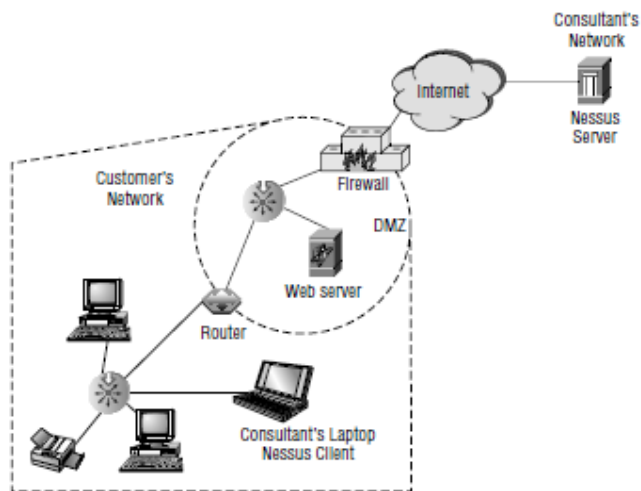 Consultant's
Network
Internet
Nessus
Server
Customer's
Network
Firewall
DMZ
Web server
Router
Consultant's Laptop
Nessus Client